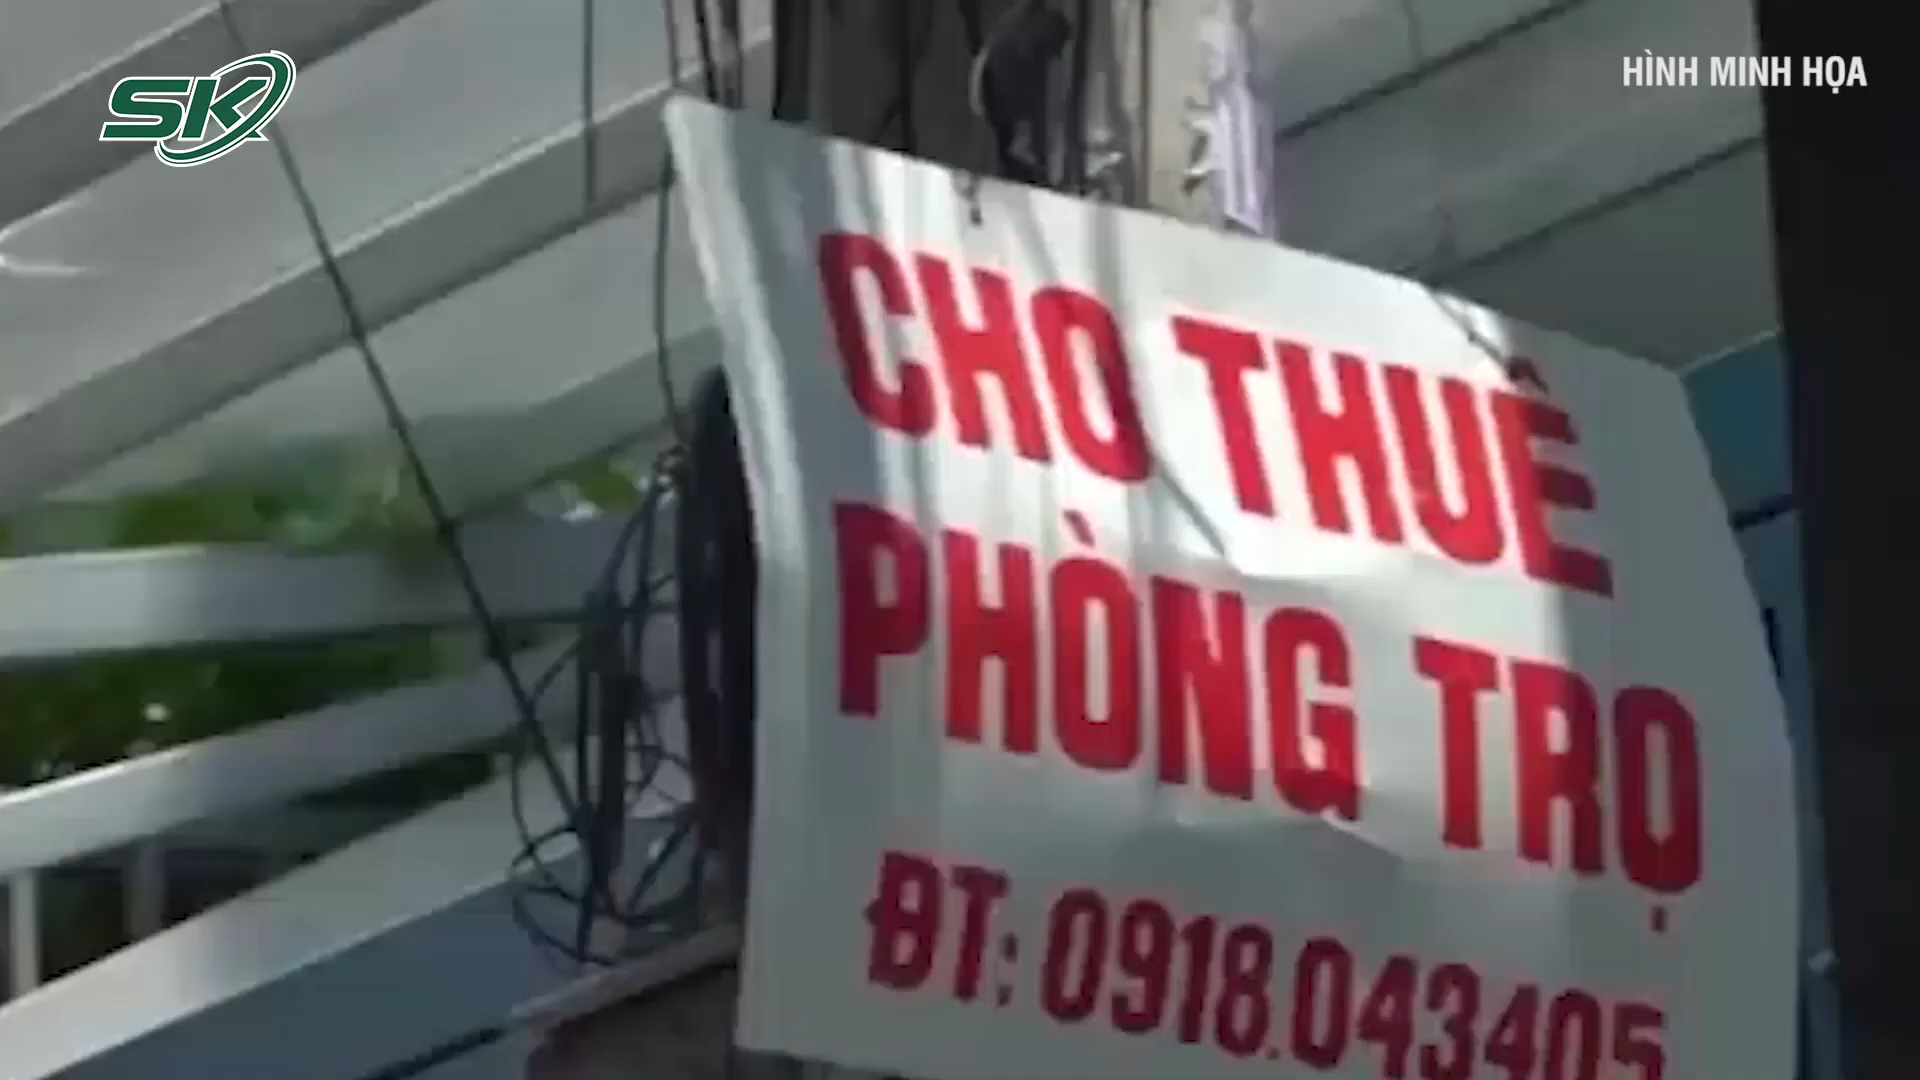 SK
HÌNH MINH HỌA
CHO THUÊ
PHÒNG TRỌ
ĐT: 0918.043405